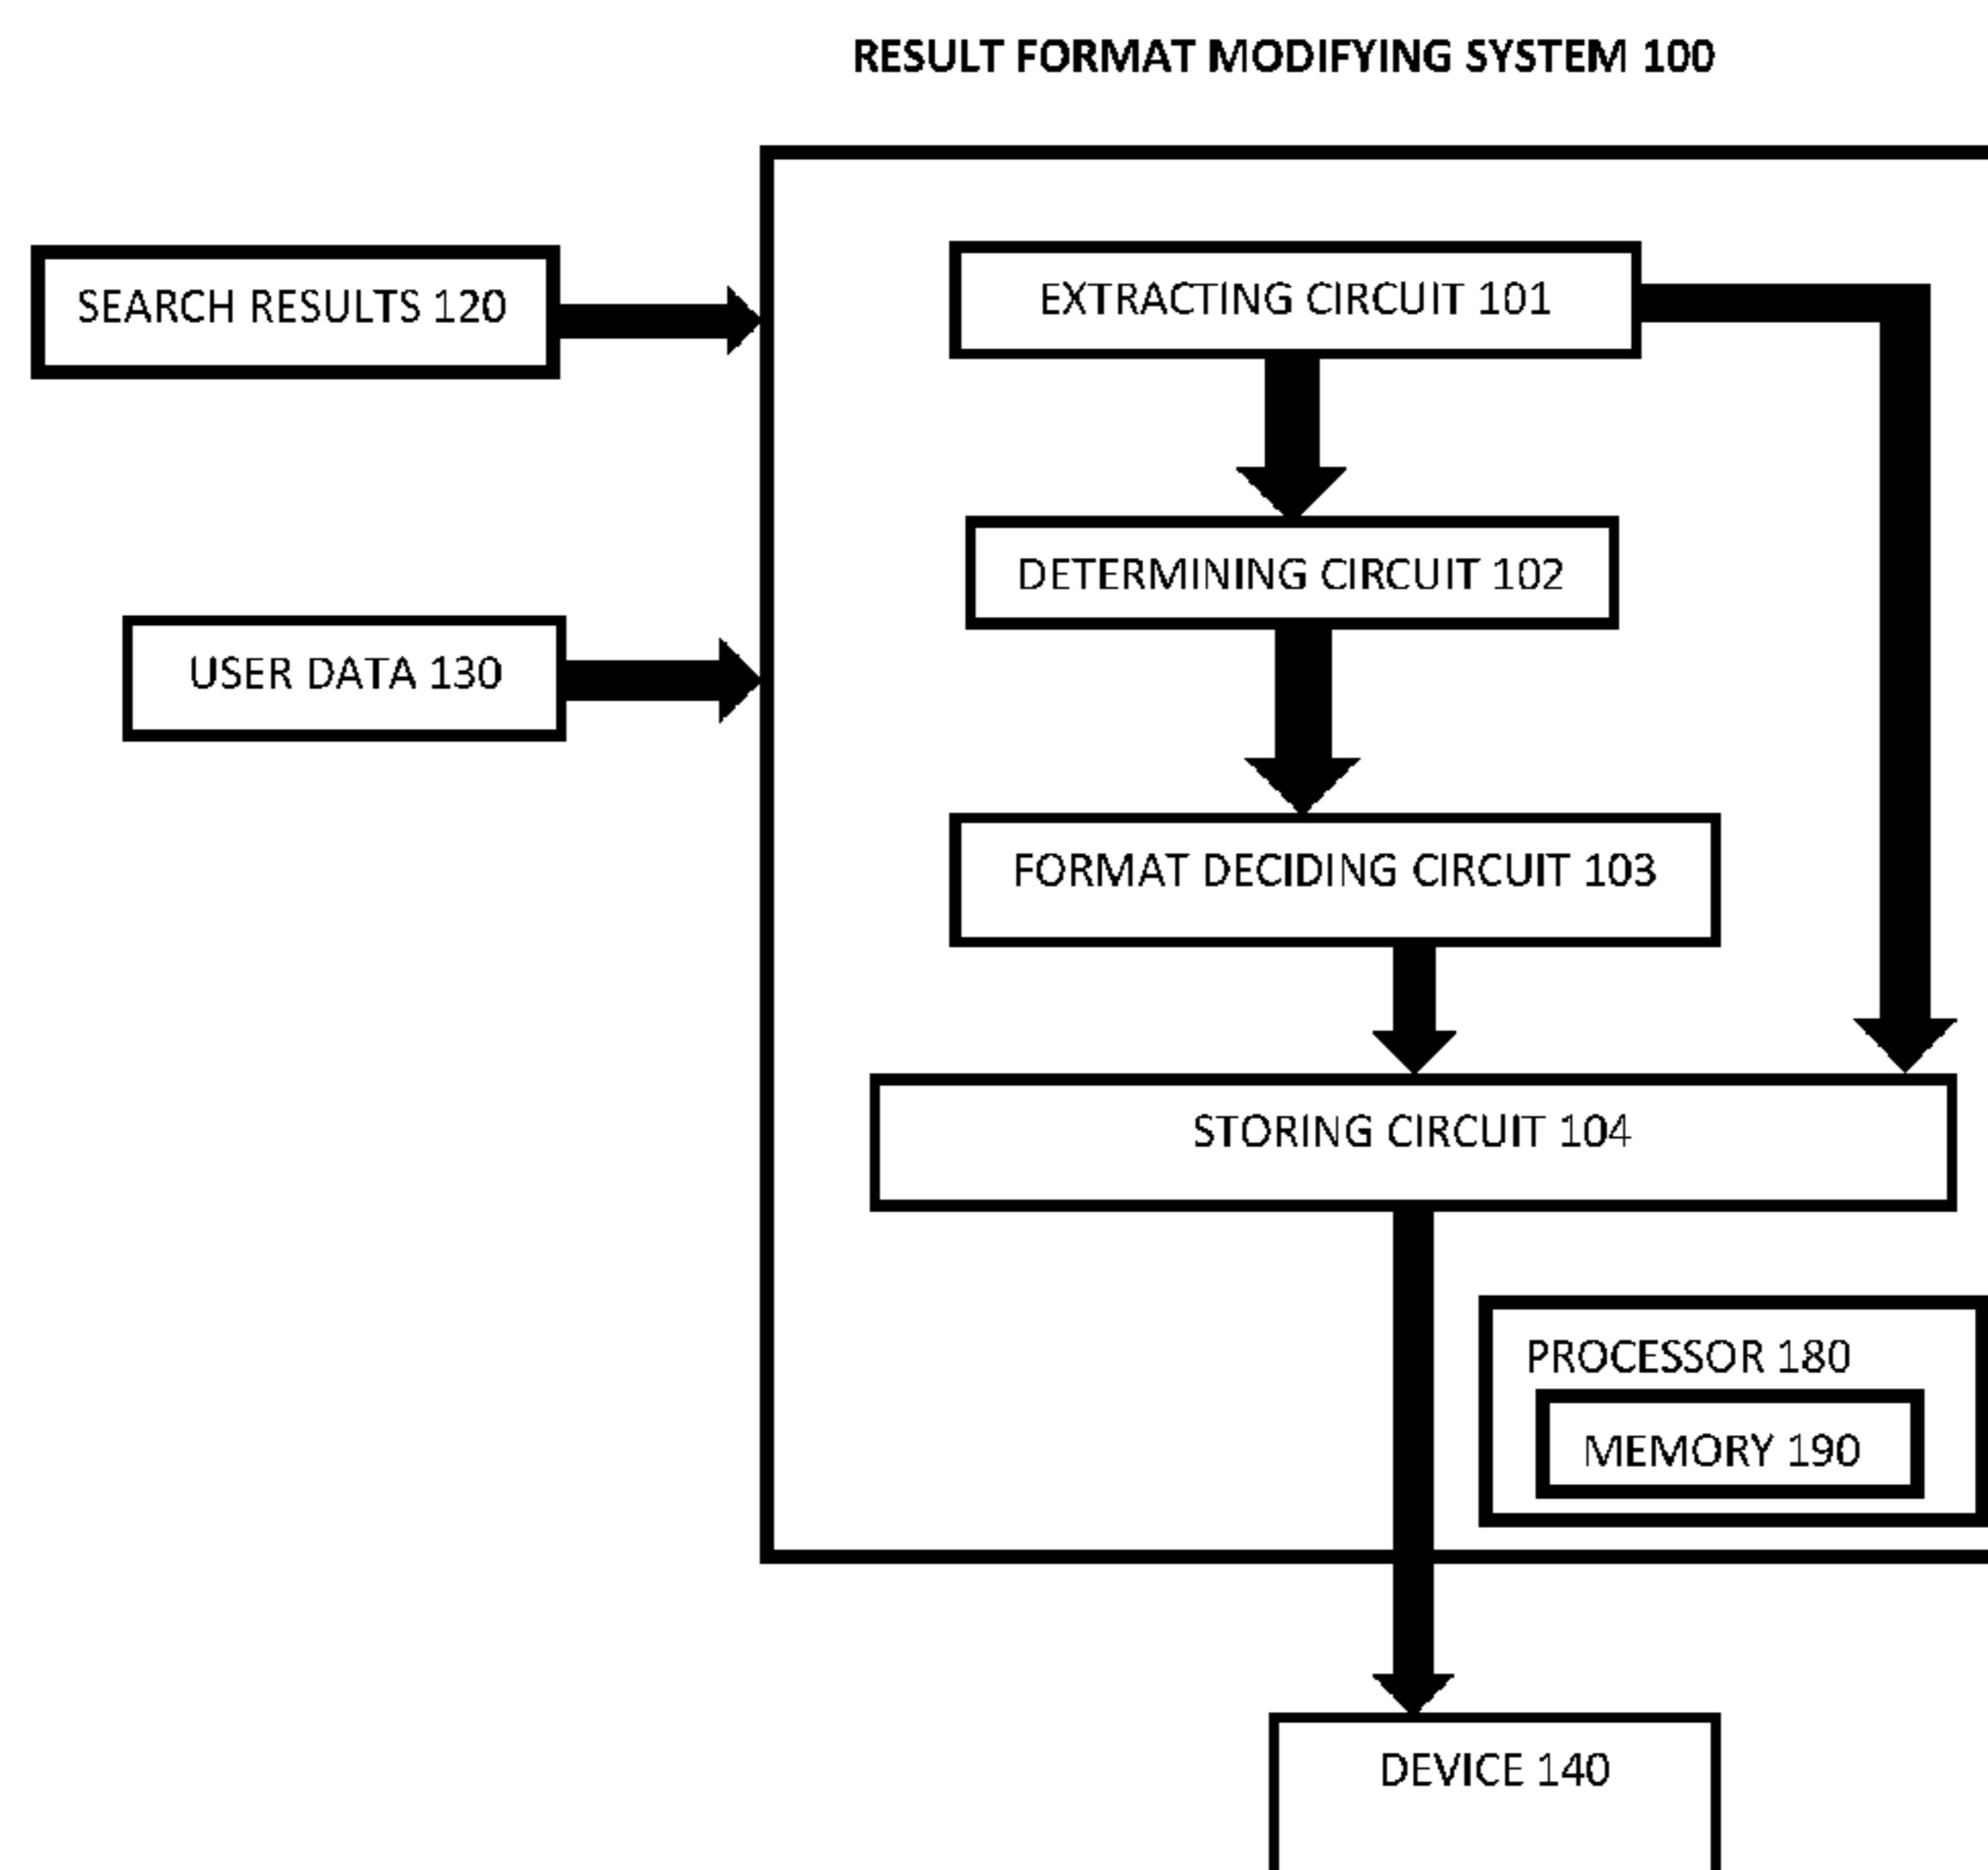 RESULT FORMAT MODIFYING SYSTEM 100
SEARCH RESULTS 120
EXTRACTING CIRCUIT 101
DETERMINING CIRCUIT 102
USER DATA 130
FORMAT DECIDING CIRCUIT 103
STORING CIRCUIT 104
PROCESSOR 180
MEMORY 190
DEVICE 140